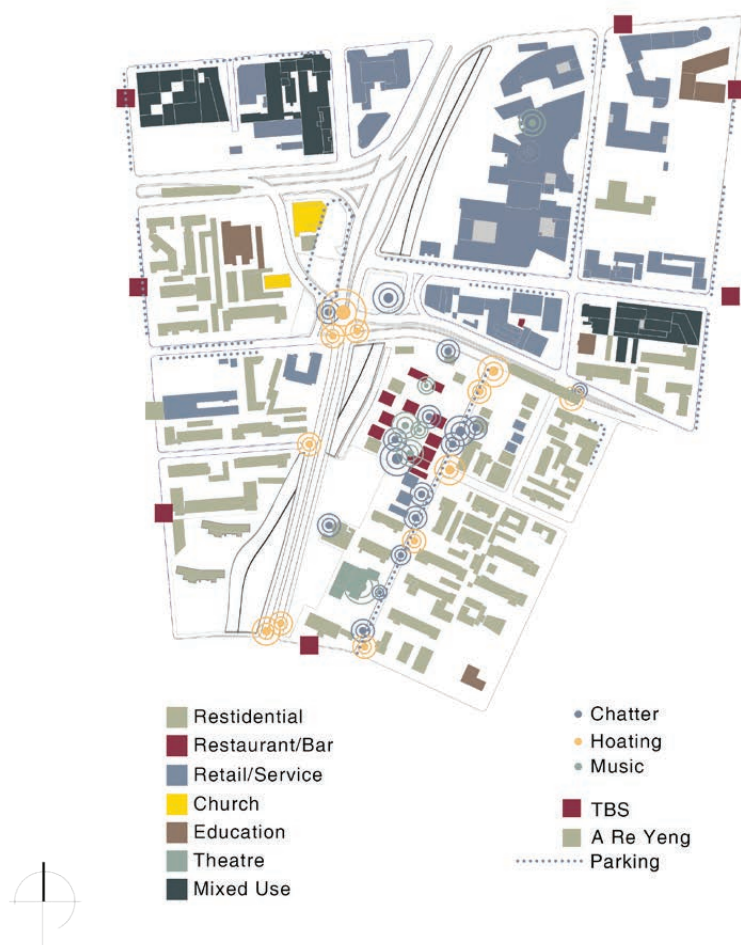 Restidential
Restaurant/Bar
Retail/Service
Church
Education
Theatre
Mixed Use
Chatter
Hoating
Music
TBS
A Re Yeng
Parking